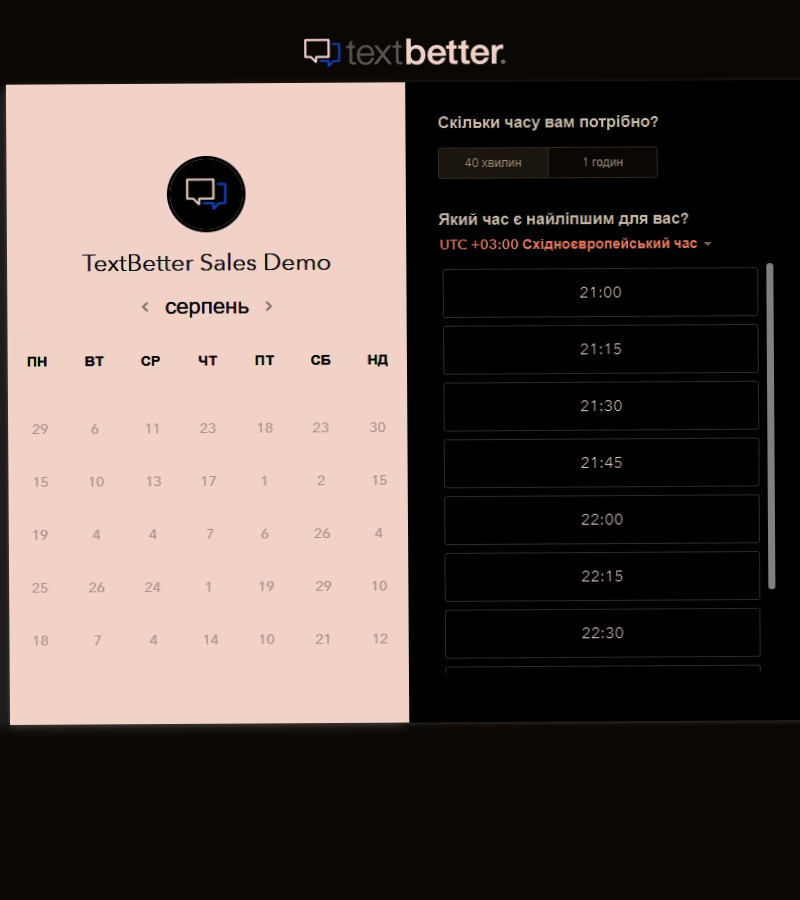 textbetter.
TextBetter Sales Demo
серпень
ПН ВТ СР ЧТ ПТ СБ НД
29 6 11 23 18 23 30
15 10 13 17 1 2 15
19 4 4 7 6 26 4
25 26 24 1 19 29 10
18 7 4 14 10 21 12
Скільки часу вам потрібно?
40 хвилин 1 годин
Який час є найліпшим для вас?
UTC +03:00 Східноєвропейський час
21:00
21:15
21:30
21:45
22:00
22:15
22:30